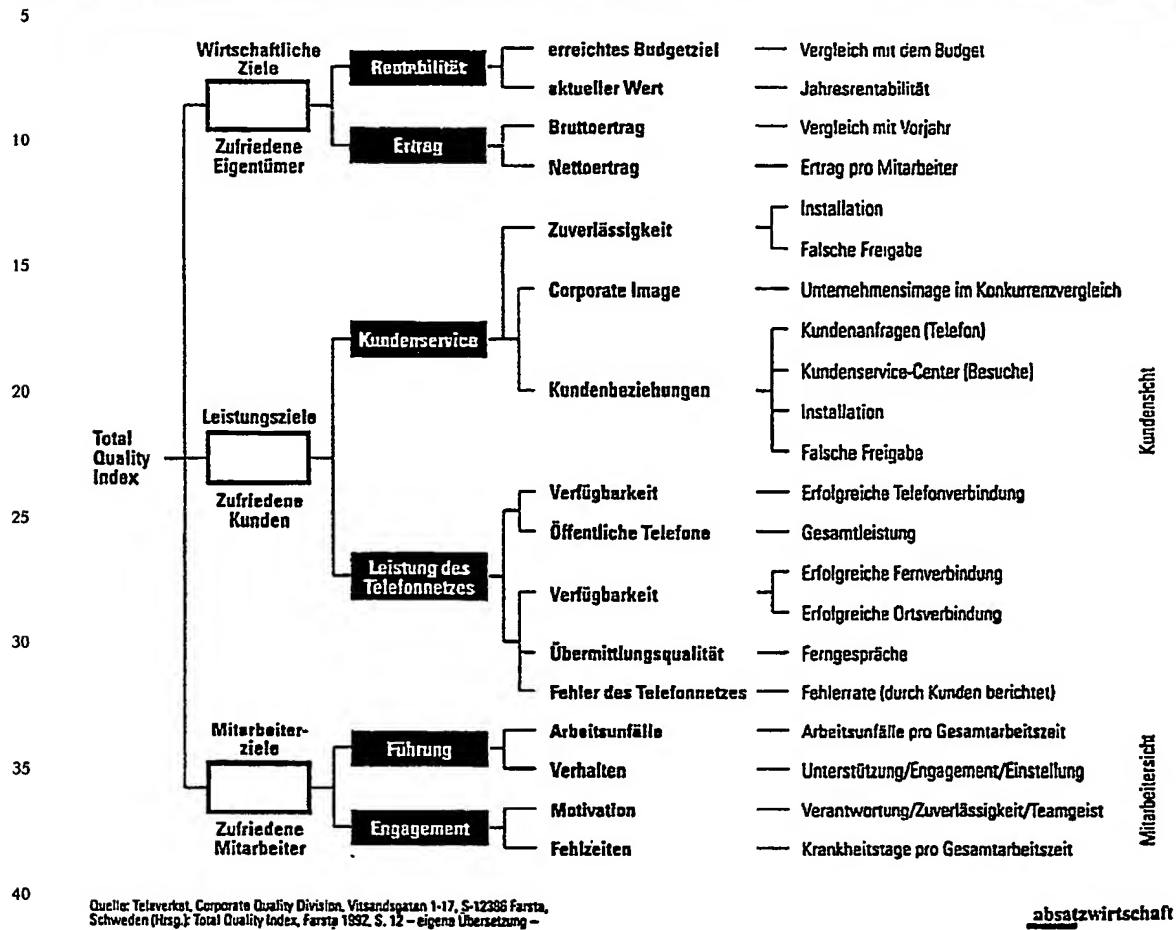 5
Wirtschaftliche
Ziele
Zufriedene
Eigentümer
Rentabilität
erreichtes Budgetziel
Vergleich mit dem Budget
aktueller Wert
Jahresrentabilität
10
Ertrag
Bruttoertrag
Vergleich mit Vorjahr
Nettoertrag
Ertrag pro Mitarbeiter
15
Zuverlässigkeit
Installation
Falsche Freigabe
Corporate Image
Unternehmensimage im Konkurrenzvergleich
Kundenservice
20
Kundenbeziehungen
Kundenanfragen (Telefon)
Kundenservice-Center (Besuche)
Installation
Falsche Freigabe
Kundensicht
Total
Quality
Index
Leistungsziele
Zufriedene
Kunden
25
Verfügbarkeit
Erfolgreiche Telefonverbindung
Öffentliche Telefone
Gesamtleistung
Leistung des
Telefonnetzes
Verfügbarkeit
Erfolgreiche Fernverbindung
Erfolgreiche Ortsverbindung
30
Übermittlungsqualität
Ferngespräche
Fehler des Telefonnetzes
Fehlerrate (durch Kunden berichtet)
Mitarbeiter-
ziele
Zufriedene
Mitarbeiter
35
Führung
Arbeitsunfälle
Arbeitsunfälle pro Gesamtarbeitszeit
Verhalten
Unterstützung/Engagement/Einstellung
Engagement
Motivation
Verantwortung/Zuverlässigkeit/Teamgeist
Fehlzeiten
Krankheitstage pro Gesamtarbeitszeit
Mitarbeitersicht
40
Quelle: Televerket, Corporate Quality Division, Vitsandsgatan 1-17, S-12386 Farsta,
Schweden (Hrsg.): Total Quality Index, Farsta 1992, S. 12 – eigene Übersetzung –
absatzwirtschaft